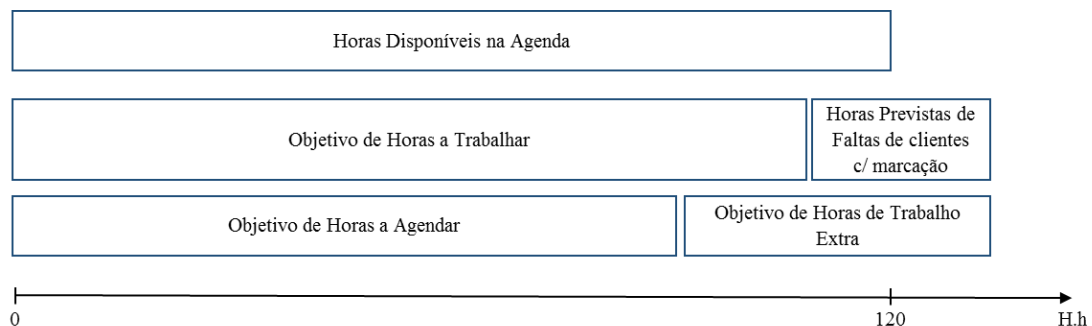 Horas Disponíveis na Agenda
Objetivo de Horas a Trabalhar
Horas Previstas de
Faltas de clientes
c/ marcação
Objetivo de Horas a Agendar
Objetivo de Horas de Trabalho
Extra
0
120
H.h